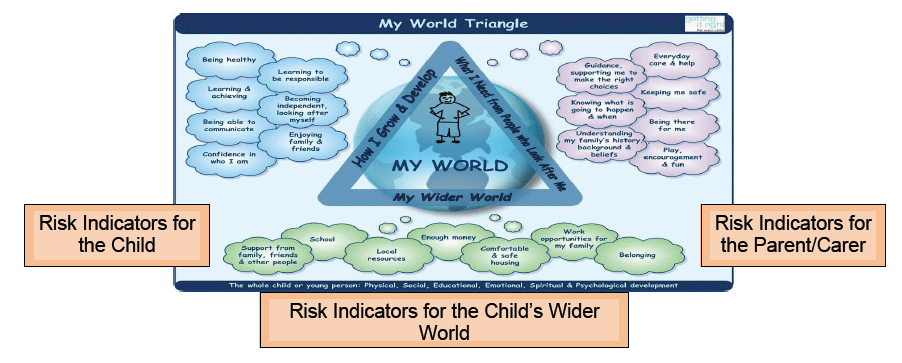 My World Triangle
getting
it right
Being healthy
Learning to
be responsible
Learning &
achieving
Becoming
independent,
looking after
myself
Being able to
communicate
Enjoying
family &
friends
Confidence in
who I am
How I Grow & Develop
What I Need from People who Look After Me
MY WORLD
My Wider World
Everyday
care & help
Guidance,
supporting me to
make the right
choices
Keeping me safe
Knowing what is
going to happen
& when
Being there
for me
Understanding
my family's history,
background &
beliefs
Play,
encouragement
& fun
Risk Indicators for
the Child
Risk Indicators for
the Parent/Carer
Support from
family, friends
& other people
School
Local
resources
Enough money
Comfortable
& safe
housing
Work
opportunities for
my family
Belonging
The whole child or young person: Physical, Social, Educational, Emotional, Spiritual & Psychological development
Risk Indicators for the Child's Wider
World